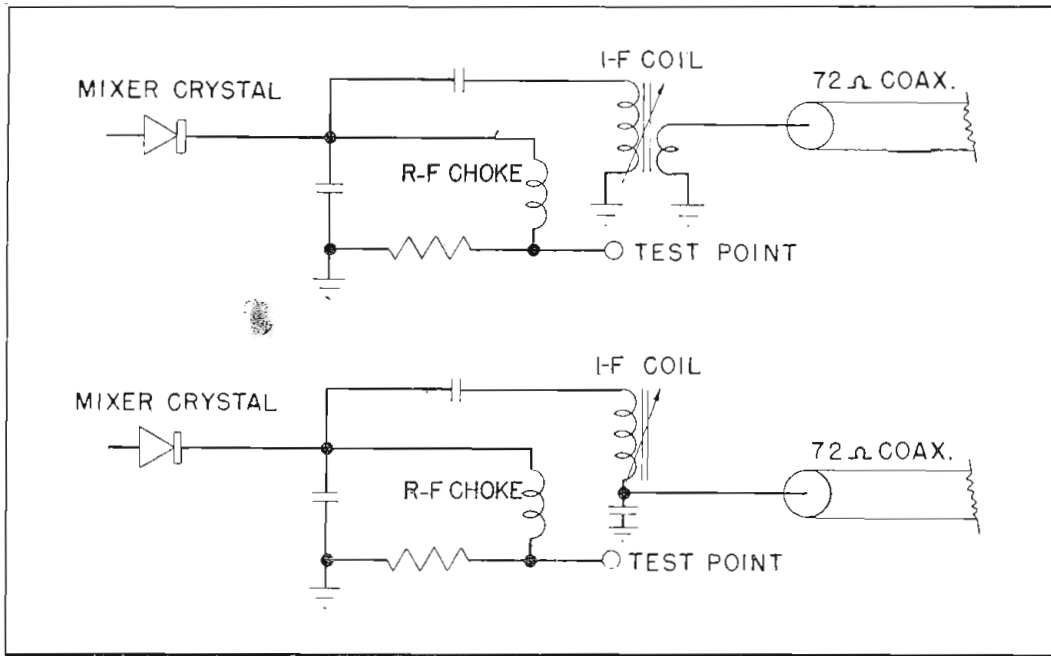 I-F COIL
MIXER CRYSTAL
72 Ω COAX.
R-F CHOKE
TEST POINT
I-F COIL
MIXER CRYSTAL
72 Ω COAX.
R-F CHOKE
TEST POINT